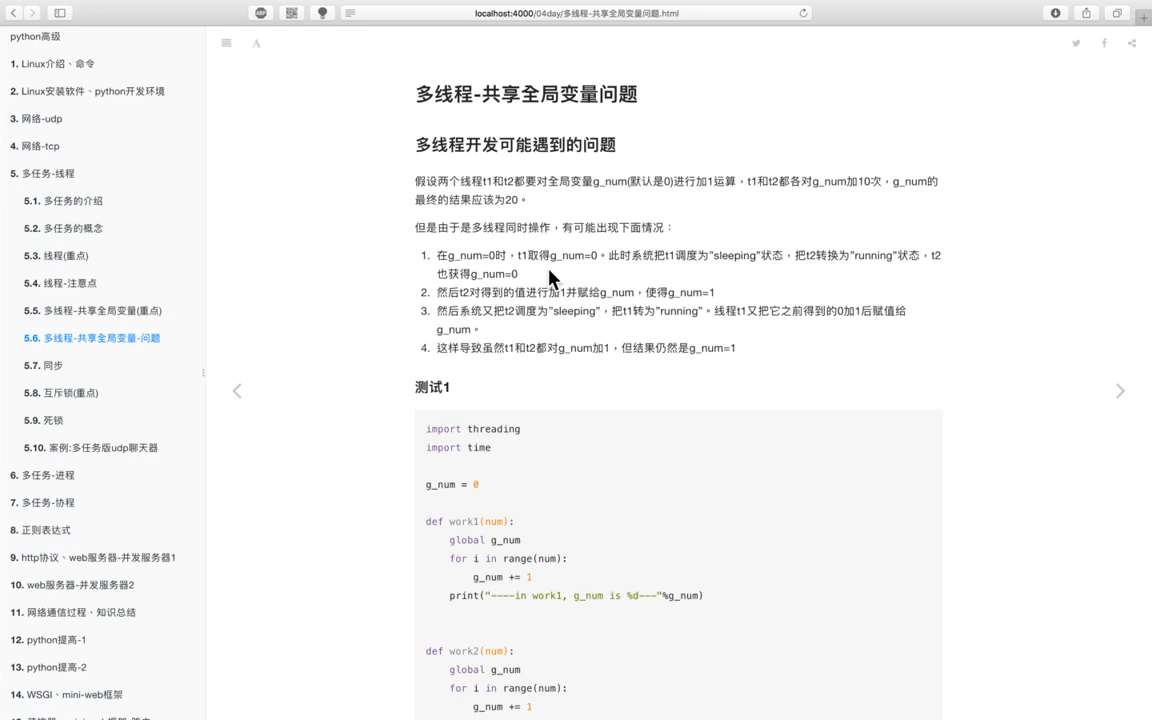 localhost:4000/04day/多线程-共享全局变量问题.html
python高级
1. Linux介绍、命令
2. Linux安装软件、python开发环境
3. 网络-udp
4. 网络-tcp
5. 多任务-线程
5.1. 多任务的介绍
5.2. 多任务的概念
5.3. 线程(重点)
5.4. 线程-注意点
5.5. 多线程-共享全局变量(重点)
5.6. 多线程-共享全局变量-问题
5.7. 同步
5.8. 互斥锁(重点)
5.9. 死锁
5.10. 案例:多任务版udp聊天器
6. 多任务-进程
7. 多任务-协程
8. 正则表达式
9. http协议、web服务器-并发服务器1
10. web服务器-并发服务器2
11. 网络通信过程、知识总结
12. python提高-1
13. python提高-2
14. WSGI、mini-web框架
多线程-共享全局变量问题
多线程开发可能遇到的问题
假设两个线程t1和t2都要对全局变量g_num(默认是0)进行加1运算，t1和t2都各对g_num加10次，g_num的
最终的结果应该为20。
但是由于是多线程同时操作，有可能出现下面情况：
1. 在g_num=0时，t1取得g_num=0。此时系统把t1调度为"sleeping"状态，把t2转换为"running"状态，t2
也获得g_num=0
2. 然后t2对得到的值进行加1并赋给g_num，使得g_num=1
3. 然后系统又把t2调度为"sleeping"，把t1转为"running"。线程t1又把它之前得到的0加1后赋值给
g_num。
4. 这样导致虽然t1和t2都对g_num加1，但结果仍然是g_num=1
测试1
import threading
import time
g_num = 0
def work1(num):
global g_num
for i in range(num):
g_num += 1
print("----in work1, g_num is %d---"%g_num)
def work2(num):
global g_num
for i in range(num):
g_num += 1